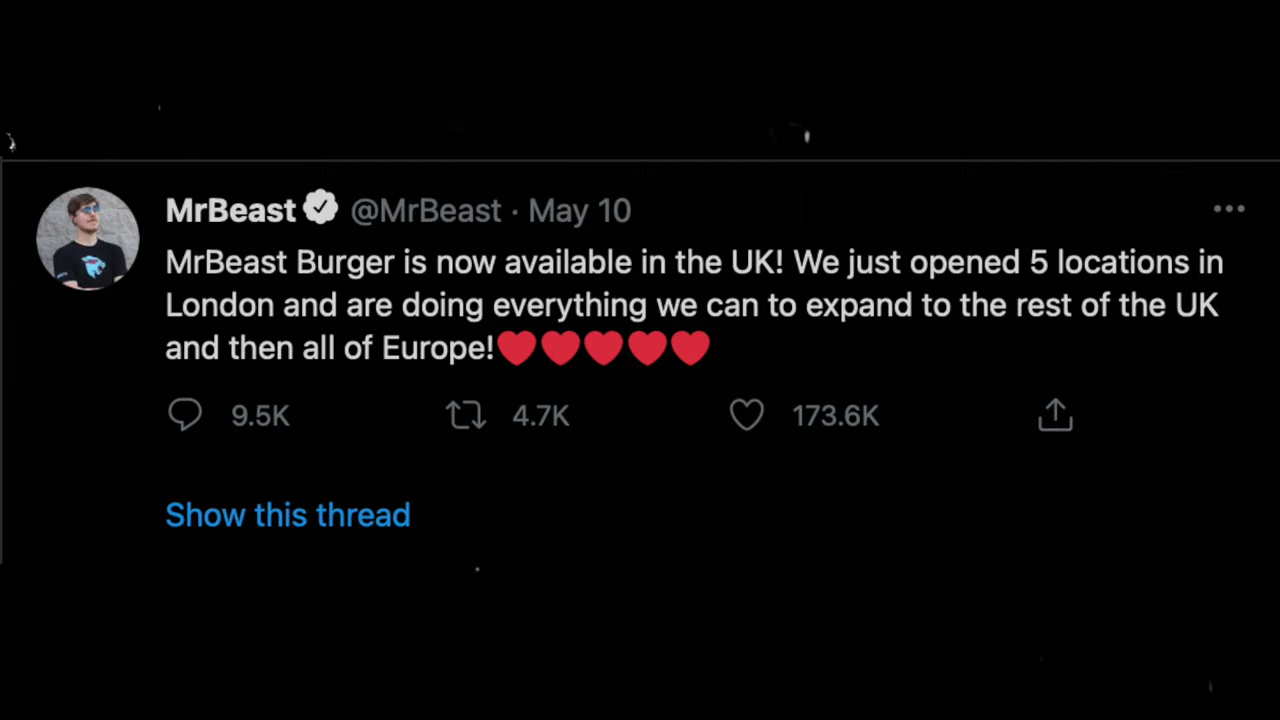 MrBeast @MrBeast · May 10
MrBeast Burger is now available in the UK! We just opened 5 locations in
London and are doing everything we can to expand to the rest of the UK
and then all of Europe!❤️❤️❤️❤️❤️
9.5K 4.7K 173.6K
Show this thread